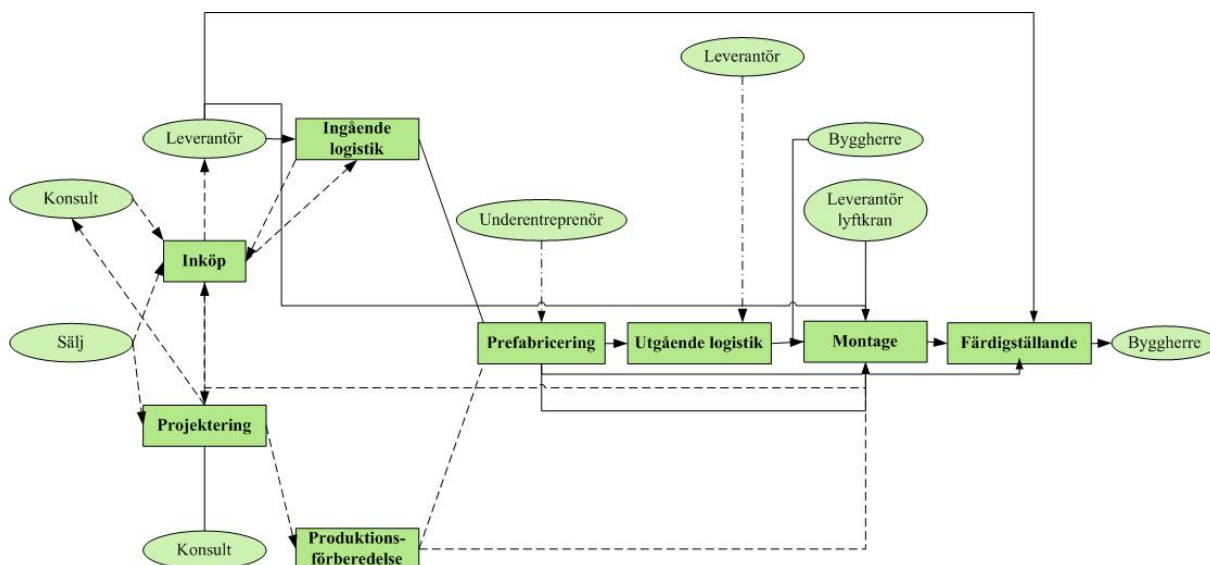 Leverantör
Leverantör
Ingående
logistik
Byggherre
Konsult
Leverantör
lyftkran
Underentreprenör
Inköp
Sälj
Prefabricering
Utgående logistik
Montage
Färdigställande
Byggherre
Projektering
Konsult
Produktions-
förberedelse